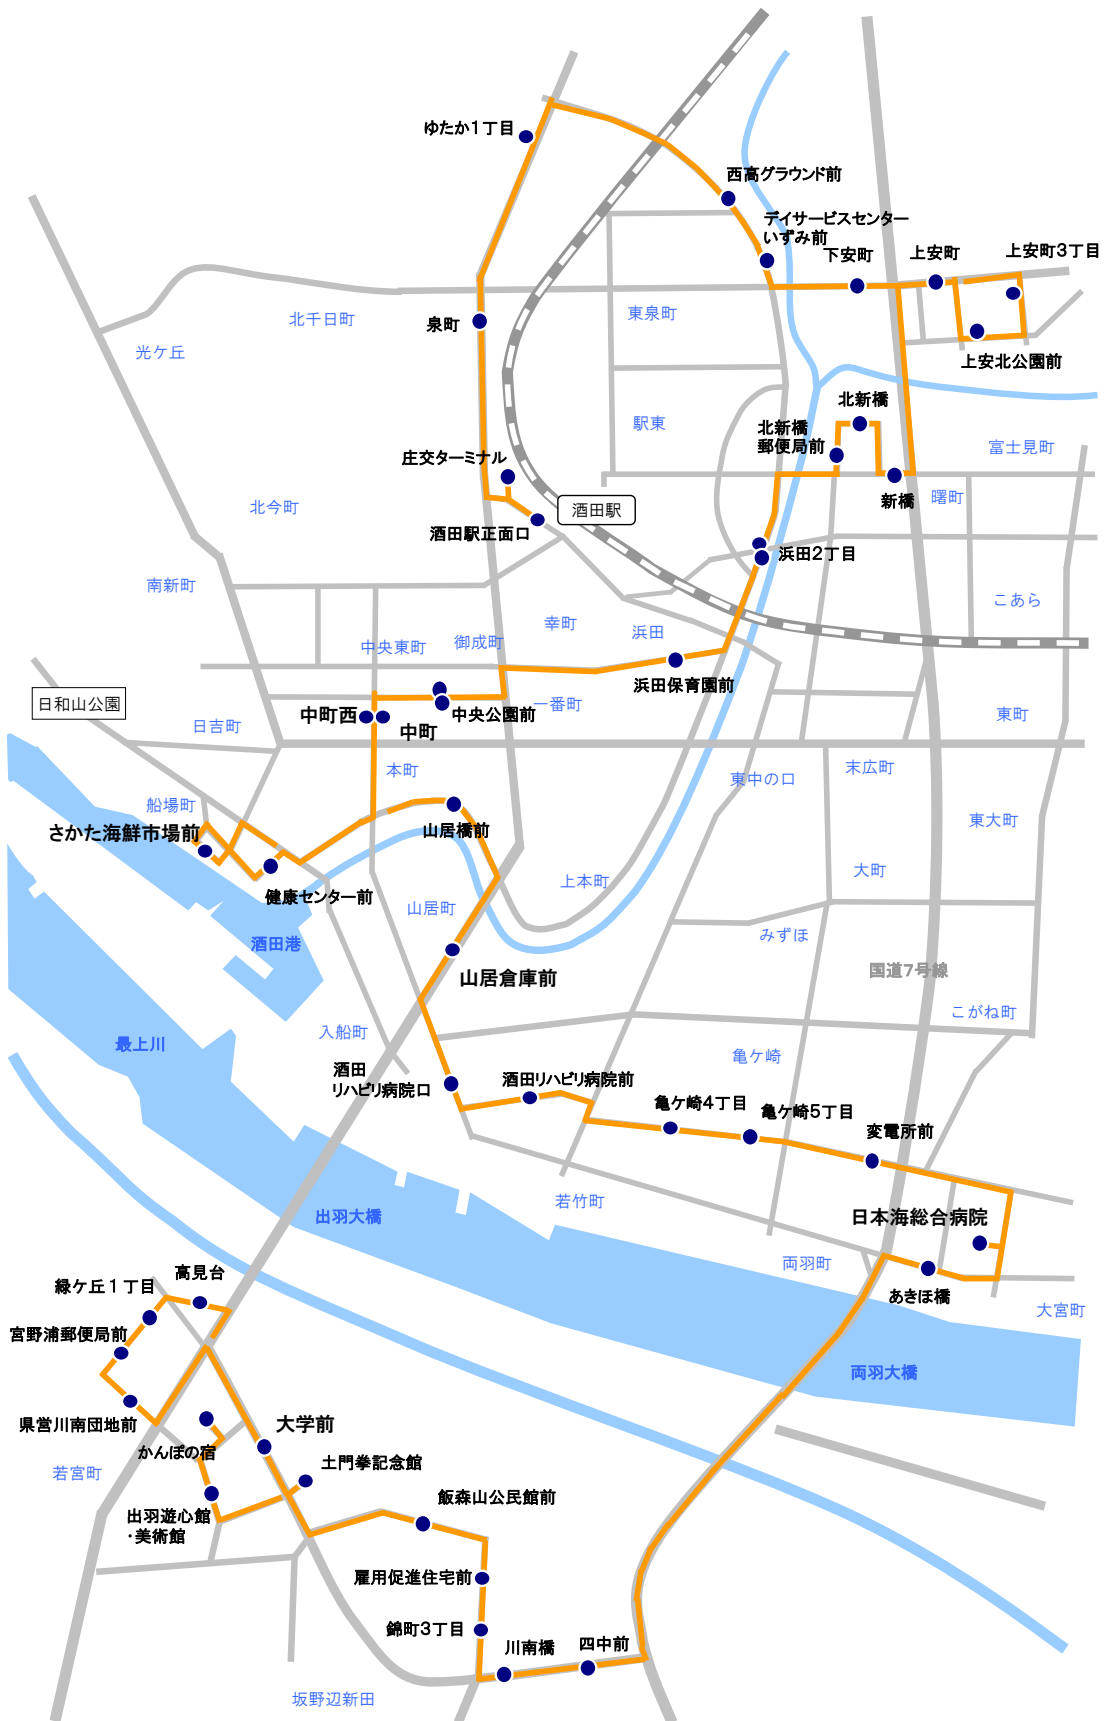 ゆたか1丁目
西高グラウンド前
デイサービスセンター
いずみ前
下安町
上安町
上安町3丁目
北千日町
泉町
東泉町
光ケ丘
上安北公園前
駅東
北新橋
北新橋
郵便局前
富士見町
庄交ターミナル
北今町
酒田駅
曙町
新橋
酒田駅正面口
浜田2丁目
南新町
こあら
幸町
浜田
中央東町
御成町
浜田保育園前
日和山公園
中町西
中町
中央公園前
一番町
日吉町
東町
本町
東中の口
末広町
船場町
さかた海鮮市場前
山居橋前
東大町
大町
上本町
健康センター前
山居町
みずほ
酒田港
山居倉庫前
国道7号線
こがね町
入船町
最上川
亀ケ崎
酒田
リハビリ病院口
酒田リハビリ病院前
亀ケ崎4丁目
亀ケ崎5丁目
変電所前
若竹町
出羽大橋
日本海総合病院
両羽町
高見台
緑ケ丘1丁目
あきほ橋
大宮町
宮野浦郵便局前
両羽大橋
県営川南団地前
大学前
かんぽの宿
土門拳記念館
若宮町
飯森山公民館前
出羽遊心館
・美術館
雇用促進住宅前
錦町3丁目
川南橋
四中前
坂野辺新田